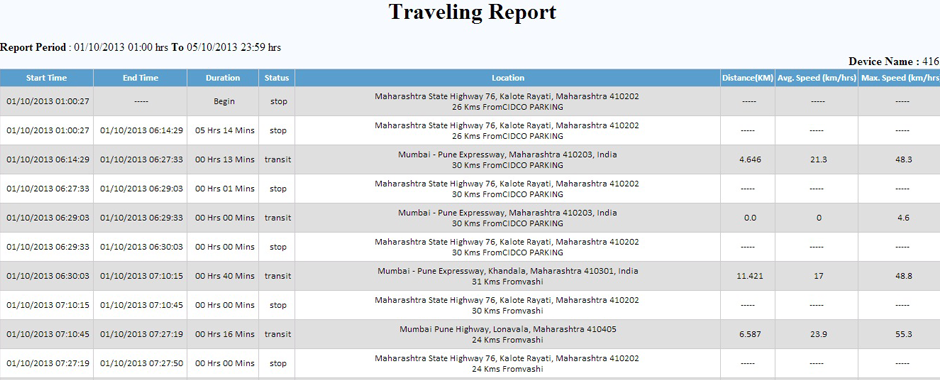 Traveling Report
Report Period : 01/10/2013 01:00 hrs To 05/10/2013 23:59 hrs
Device Name : 416
Start Time End Time Duration Status Location Distance(KM) Avg. Speed (km/hrs) Max. Speed (km/hrs)
01/10/2013 01:00:27 ----- Begin stop Maharashtra State Highway 76, Kalote Rayati, Maharashtra 410202 ----- ----- -----
26 Kms FromCIDCO PARKING
01/10/2013 01:00:27 01/10/2013 06:14:29 05 Hrs 14 Mins stop Maharashtra State Highway 76, Kalote Rayati, Maharashtra 410202 ----- ----- -----
26 Kms FromCIDCO PARKING
01/10/2013 06:14:29 01/10/2013 06:27:33 00 Hrs 13 Mins transit Mumbai - Pune Expressway, Maharashtra 410203, India 4.646 21.3 48.3
30 Kms FromCIDCO PARKING
01/10/2013 06:27:33 01/10/2013 06:29:03 00 Hrs 01 Mins stop Maharashtra State Highway 76, Kalote Rayati, Maharashtra 410202 ----- ----- -----
30 Kms FromCIDCO PARKING
01/10/2013 06:29:03 01/10/2013 06:29:33 00 Hrs 00 Mins transit Mumbai - Pune Expressway, Maharashtra 410203, India 0.0 0 4.6
30 Kms FromCIDCO PARKING
01/10/2013 06:29:33 01/10/2013 06:30:03 00 Hrs 00 Mins stop Maharashtra State Highway 76, Kalote Rayati, Maharashtra 410202 ----- ----- -----
30 Kms FromCIDCO PARKING
01/10/2013 06:30:03 01/10/2013 07:10:15 00 Hrs 40 Mins transit Mumbai - Pune Expressway, Khandala, Maharashtra 410301, India 11.421 17 48.8
31 Kms Fromvashi
01/10/2013 07:10:15 01/10/2013 07:10:45 00 Hrs 00 Mins stop Maharashtra State Highway 76, Kalote Rayati, Maharashtra 410202 ----- ----- -----
30 Kms Fromvashi
01/10/2013 07:10:45 01/10/2013 07:27:19 00 Hrs 16 Mins transit Mumbai Pune Highway, Lonavala, Maharashtra 410405 6.587 23.9 55.3
24 Kms Fromvashi
01/10/2013 07:27:19 01/10/2013 07:27:50 00 Hrs 00 Mins stop Maharashtra State Highway 76, Kalote Rayati, Maharashtra 410202 ----- ----- -----
24 Kms Fromvashi